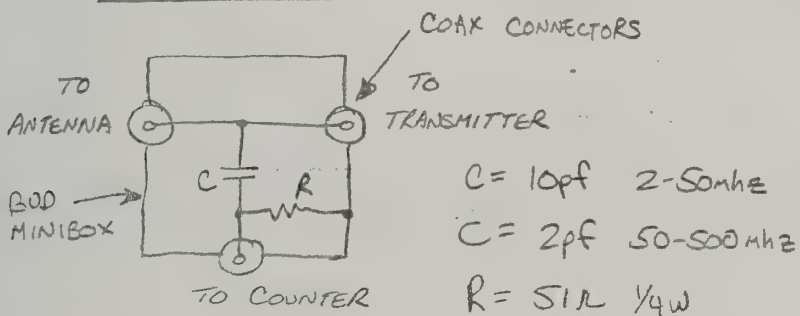 COAX CONNECTORS
TO
ANTENNA
TO
TRANSMITTER
C
R
BUD
MINIBOX
TO COUNTER
C = 10pf 2-50mhz
C = 2pf 50-500mhz
R = 51Ω 1/4W